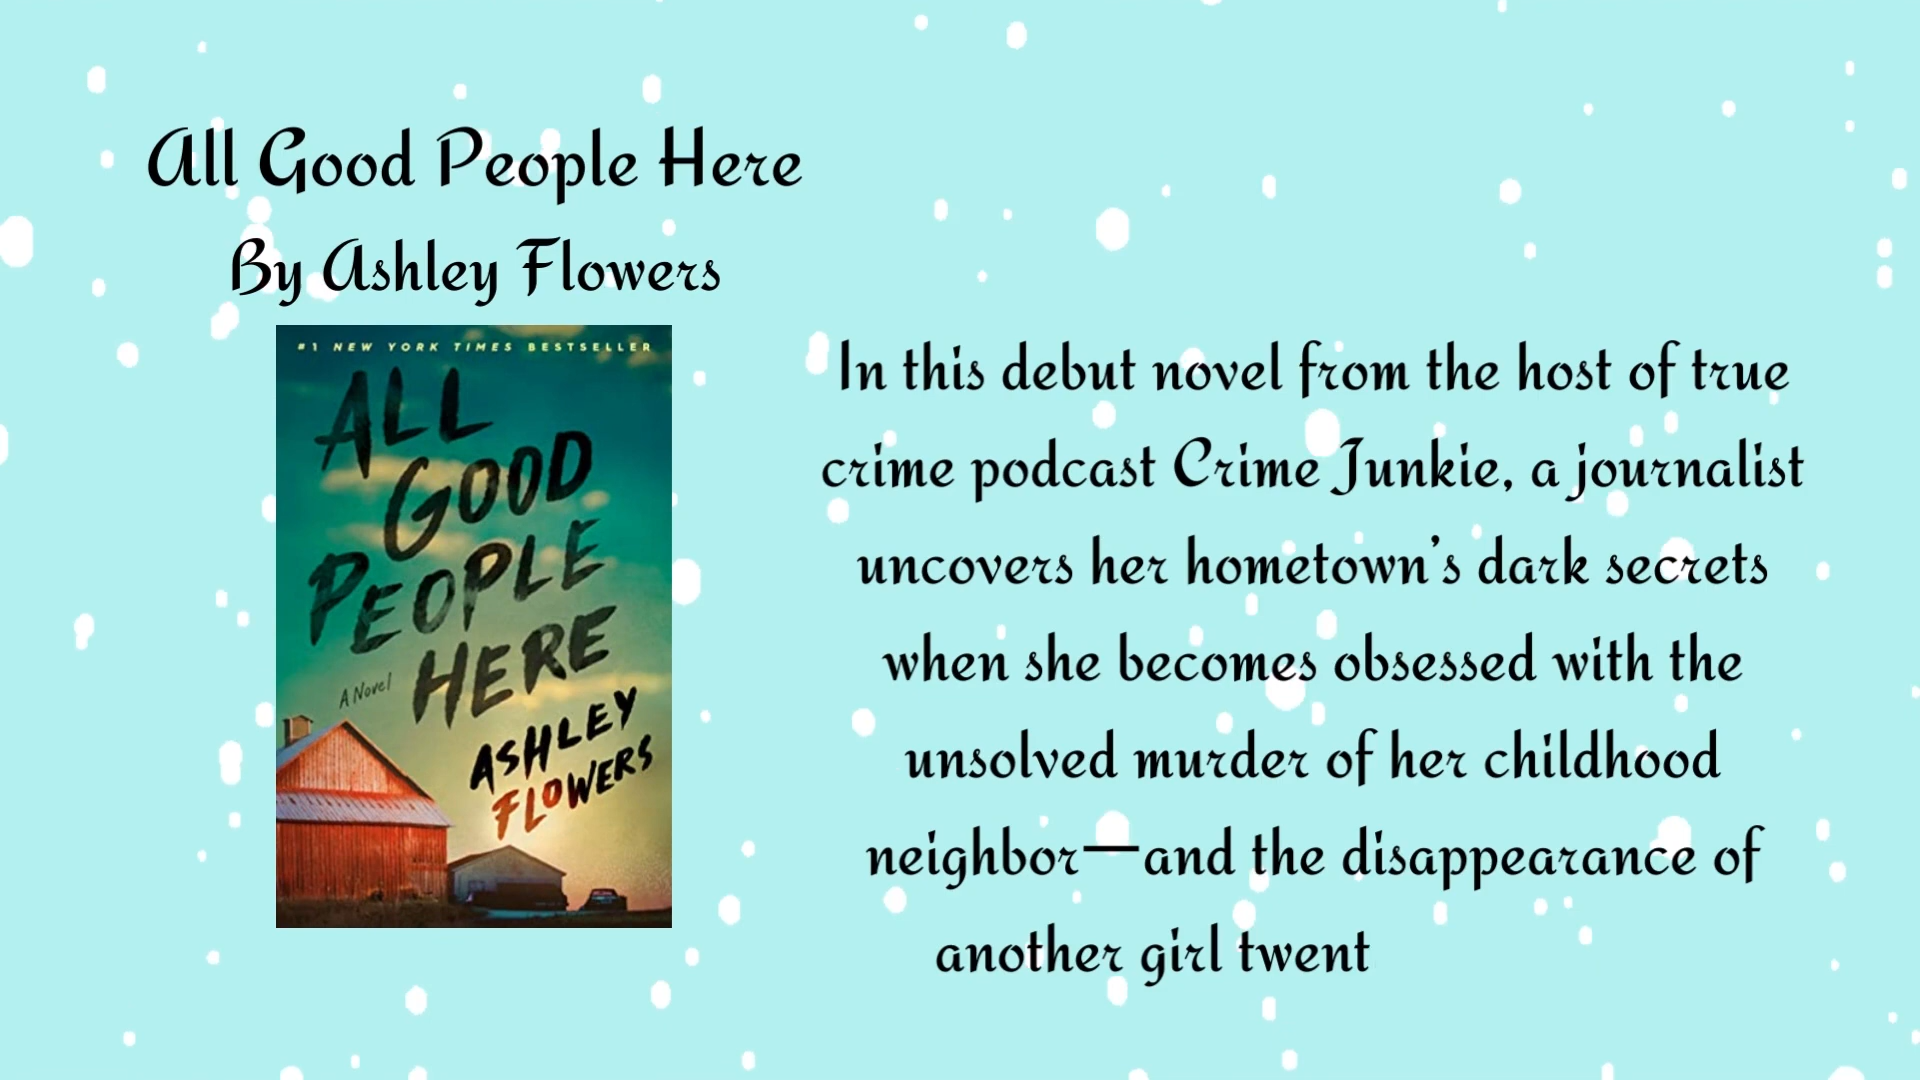 All Good People Here
By Ashley Flowers
#1 NEW YORK TIMES BESTSELLER
ALL
GOOD
PEOPLE
HERE
A Novel
ASHLEY
FLOWERS
In this debut novel from the host of true
crime podcast Crime Junkie, a journalist
uncovers her hometown’s dark secrets
when she becomes obsessed with the
unsolved murder of her childhood
neighbor—and the disappearance of
another girl twent